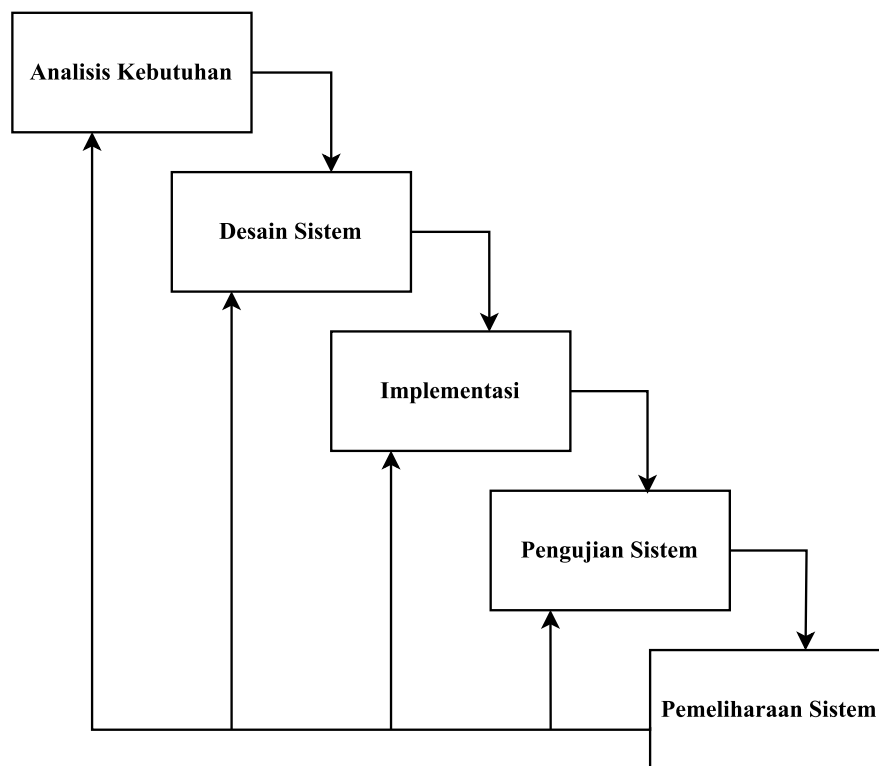 Analisis Kebutuhan
Desain Sistem
Implementasi
Pengujian Sistem
Pemeliharaan Sistem